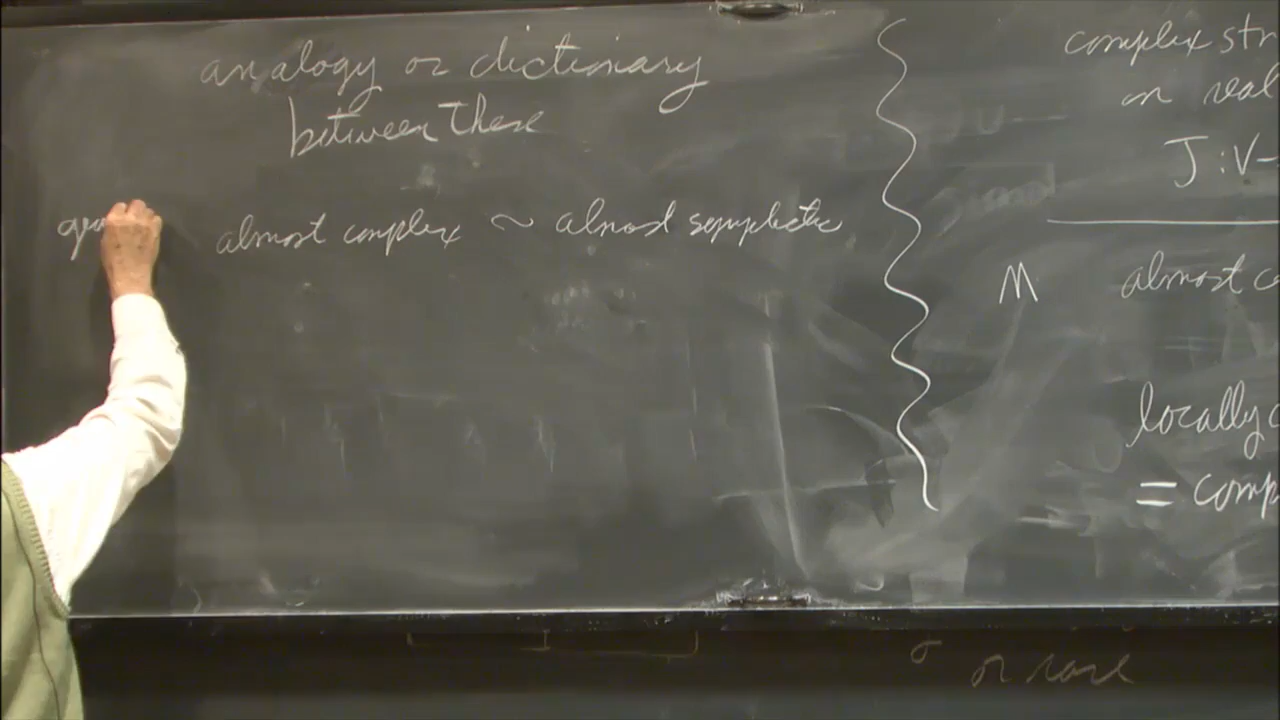 analogy or dictionary
between these
almost complex ~ almost symplectic
complex str
on real
J : V
M almost c
locally
= comp